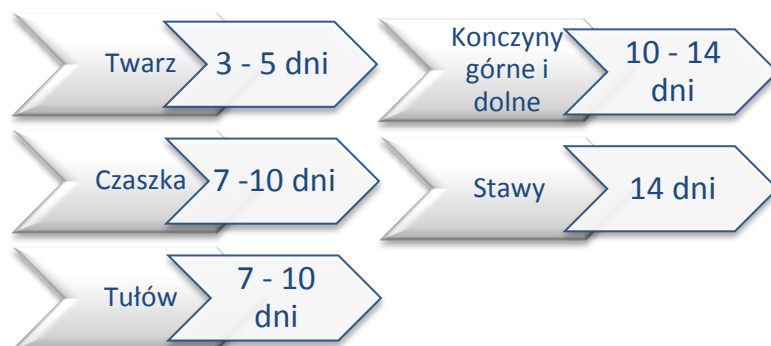 Twarz
3 - 5 dni
Czaszka
7 -10 dni
Tułów
7 - 10
dni
Konczyny
górne i
dolne
10 - 14
dni
Stawy
14 dni